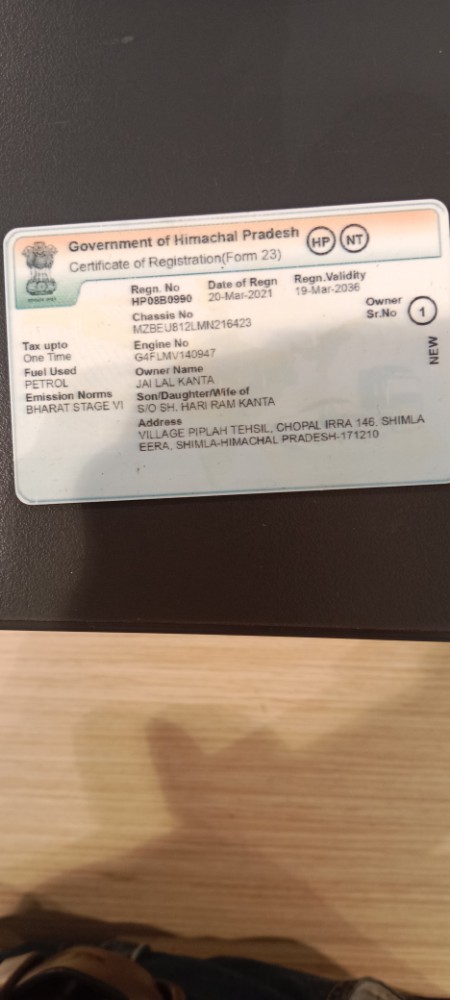 Government of Himachal Pradesh HP NT
Certificate of Registration(Form 23)
Regn. No Date of Regn Regn.Validity
HP08B0990 20-Mar-2021 19-Mar-2036
Chassis No
MZBEU812LMN216423
Owner
Sr.No 1
NEW
Tax upto
One Time
Engine No
G4FLMV140947
Fuel Used
PETROL
Owner Name
JAI LAL KANTA
Emission Norms
BHARAT STAGE VI
Son/Daughter/Wife of
S/O SH. HARI RAM KANTA
Address
VILLAGE PIPLAH TEHSIL, CHOPAL IRRA 146, SHIMLA
EERA, SHIMLA-HIMACHAL PRADESH-171210